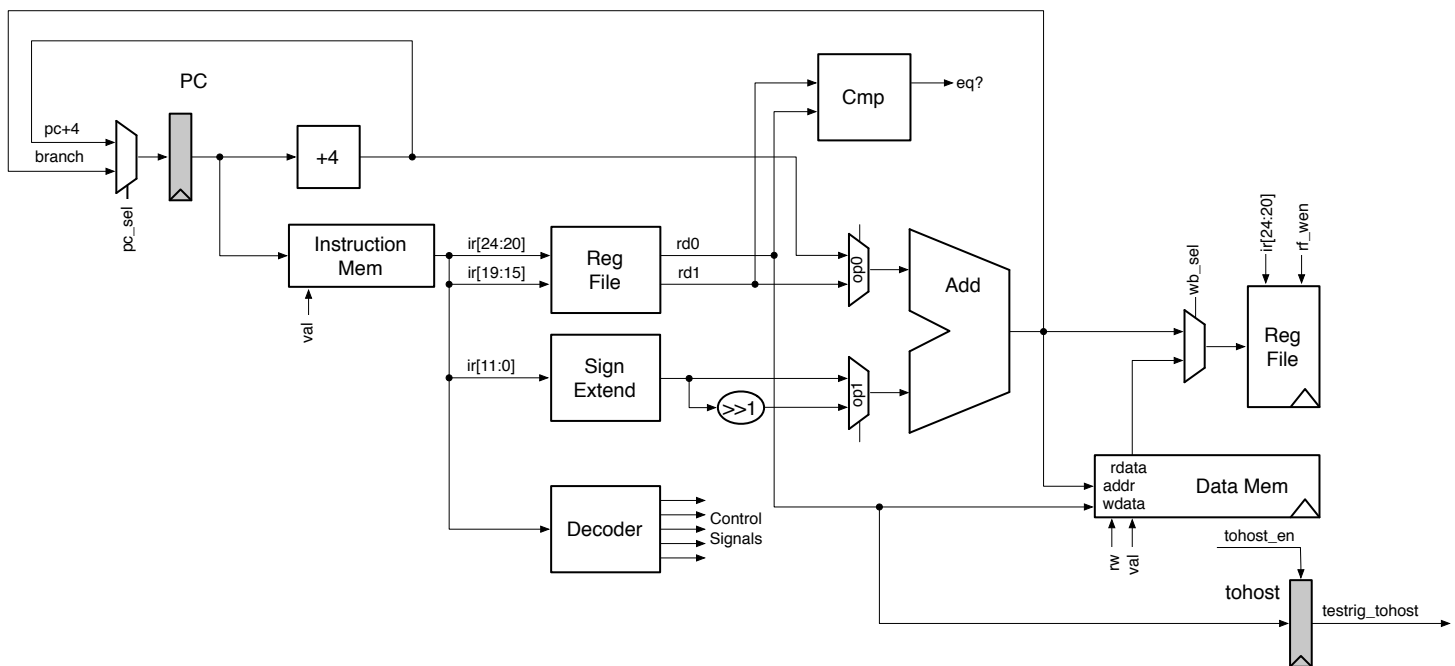 PC
pc+4
branch
pc_sel
+4
Cmp
eq?
Instruction
Mem
val
ir[24:20]
ir[19:15]
Reg
File
rd0
rd1
op0
Add
ir[11:0]
Sign
Extend
>>1
op1
Decoder
Control
Signals
wb_sel
ir[24:20]
rf_wen
Reg
File
rdata
addr
wdata
Data Mem
rw
val
tohost_en
tohost
testrig_tohost